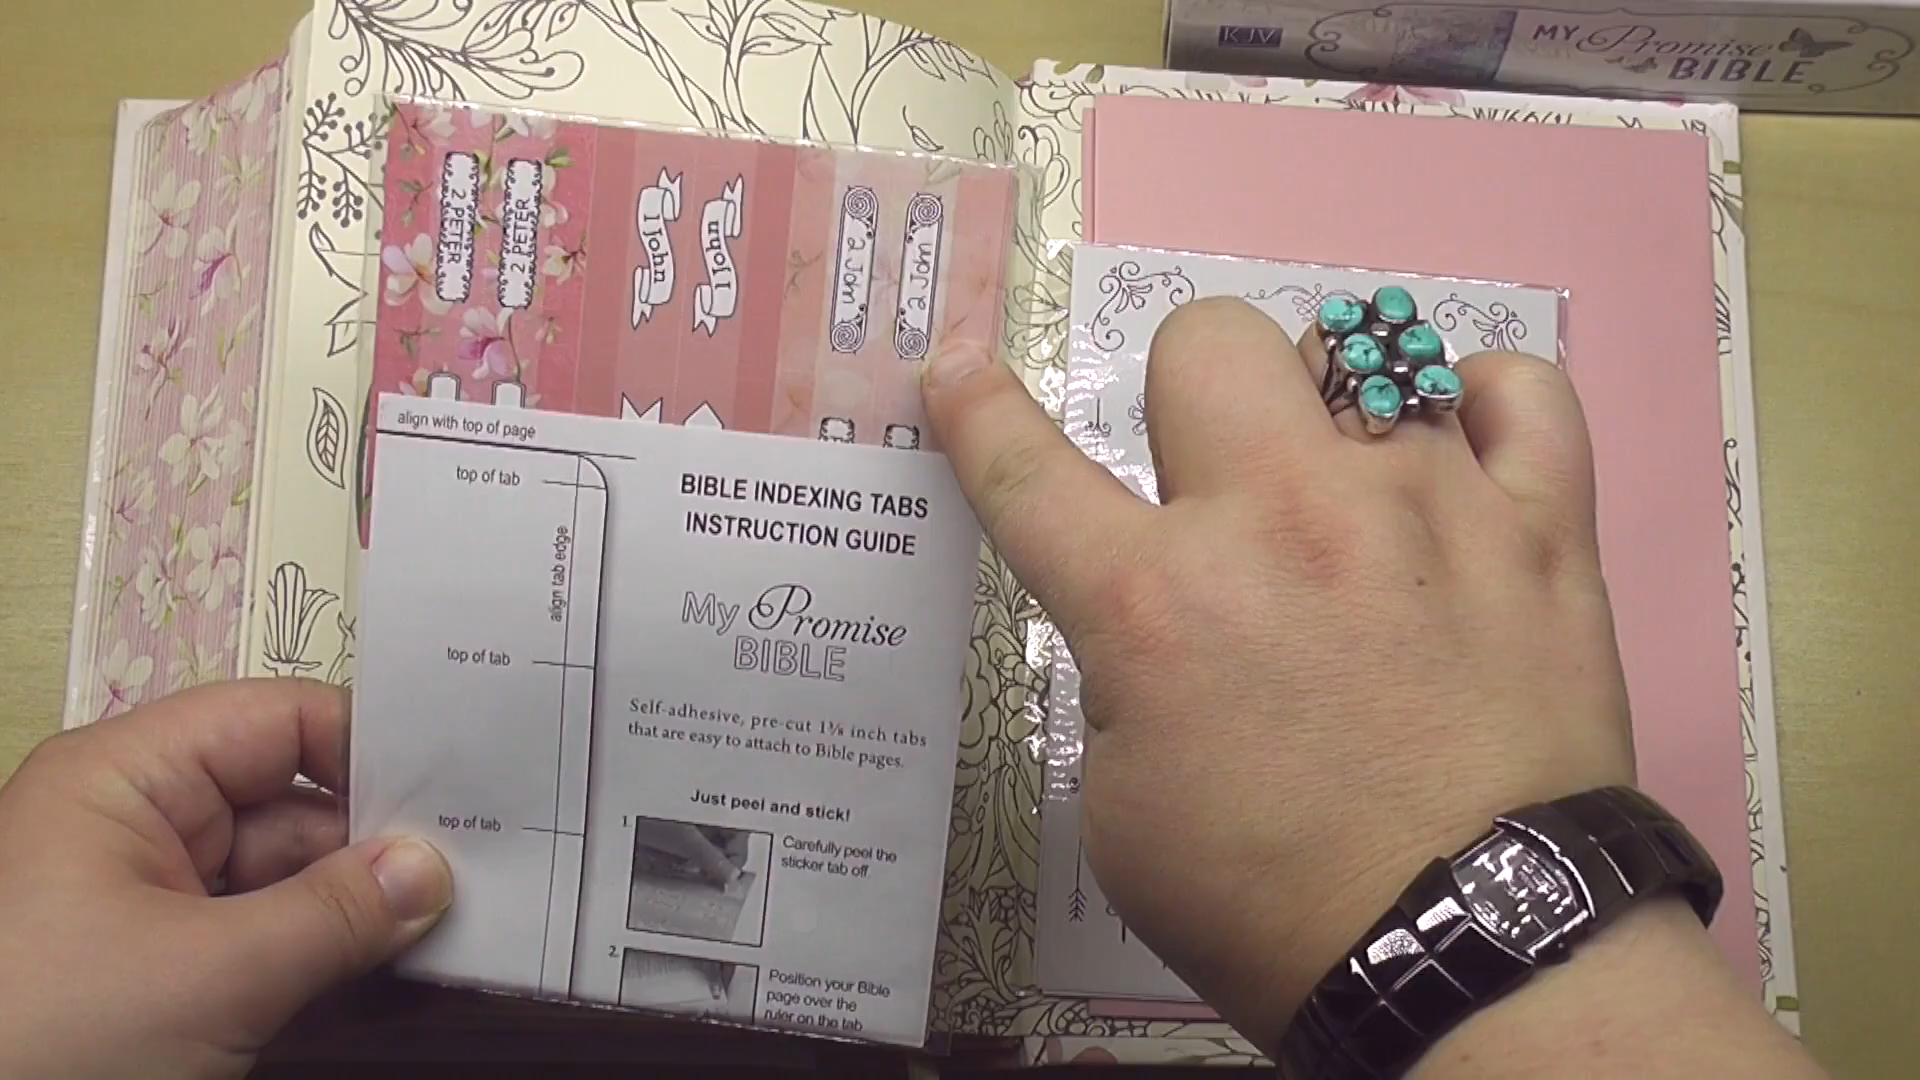 KJV
MY Promise
BIBLE
2 PETER
2 PETER
1 John
1 John
2 John
2 John
align with top of page
top of tab
align tab edge
top of tab
top of tab
BIBLE INDEXING TABS
INSTRUCTION GUIDE
My Promise
BIBLE
Self-adhesive, pre-cut 1⅜ inch tabs
that are easy to attach to Bible pages.
Just peel and stick!
1.
Carefully peel the
sticker tab off.
2.
Position your Bible
page over the
ruler on the tab